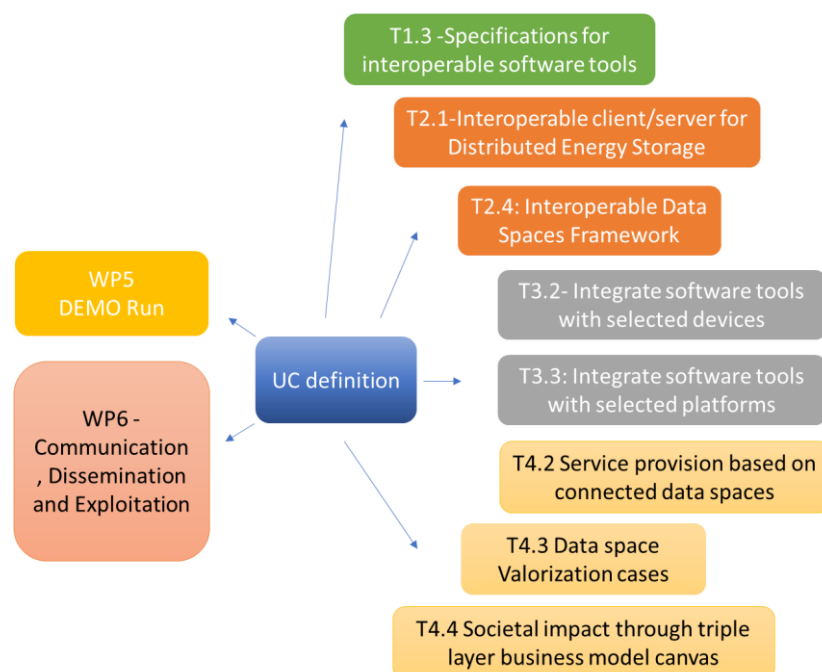 T1.3 -Specifications for
interoperable software tools
T2.1-Interoperable client/server for
Distributed Energy Storage
T2.4: Interoperable Data
Spaces Framework
WP5
DEMO Run
T3.2- Integrate software tools
with selected devices
UC definition
T3.3: Integrate software tools
with selected platforms
WP6 -
Communication
, Dissemination
and Exploitation
T4.2 Service provision based on
connected data spaces
T4.3 Data space
Valorization cases
T4.4 Societal impact through triple
layer business model canvas